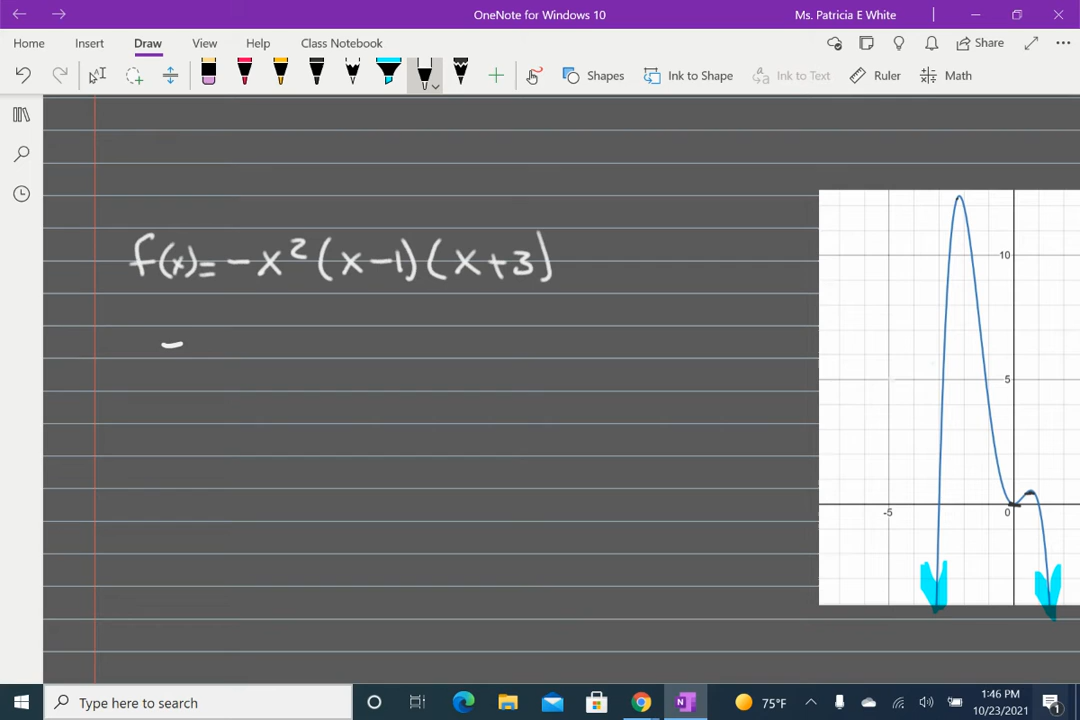 OneNote for Windows 10
Ms. Patricia E White
Home Insert Draw View Help Class Notebook
Share
Shapes Ink to Shape Ink to Text Ruler Math
f(x)= -x²(x-1)(x+3)
-
10
5
-5 0
Type here to search
75°F
1:46 PM
10/23/2021
1